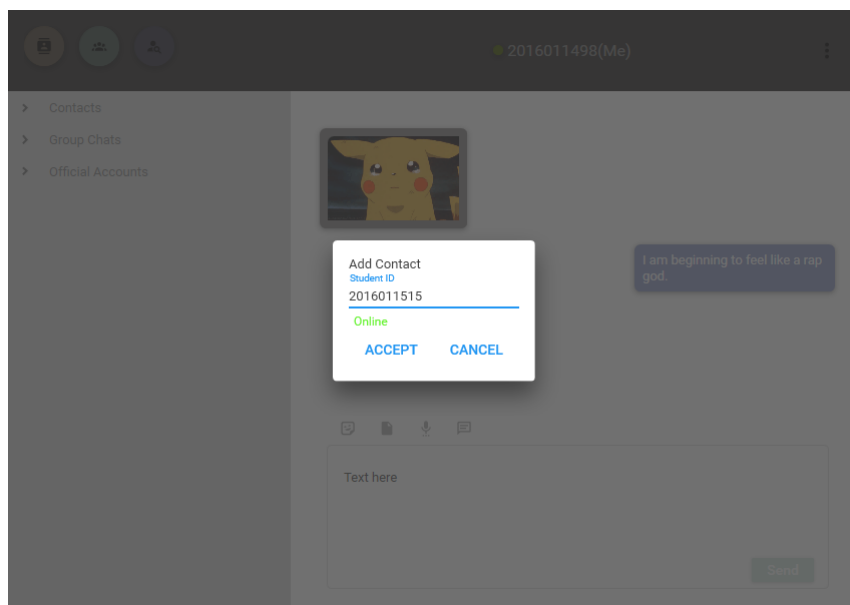 2016011498(Me)
Contacts
Group Chats
Official Accounts
I am beginning to feel like a rap
god.
Add Contact
Student ID
2016011515
Online
ACCEPT CANCEL
Text here
Send